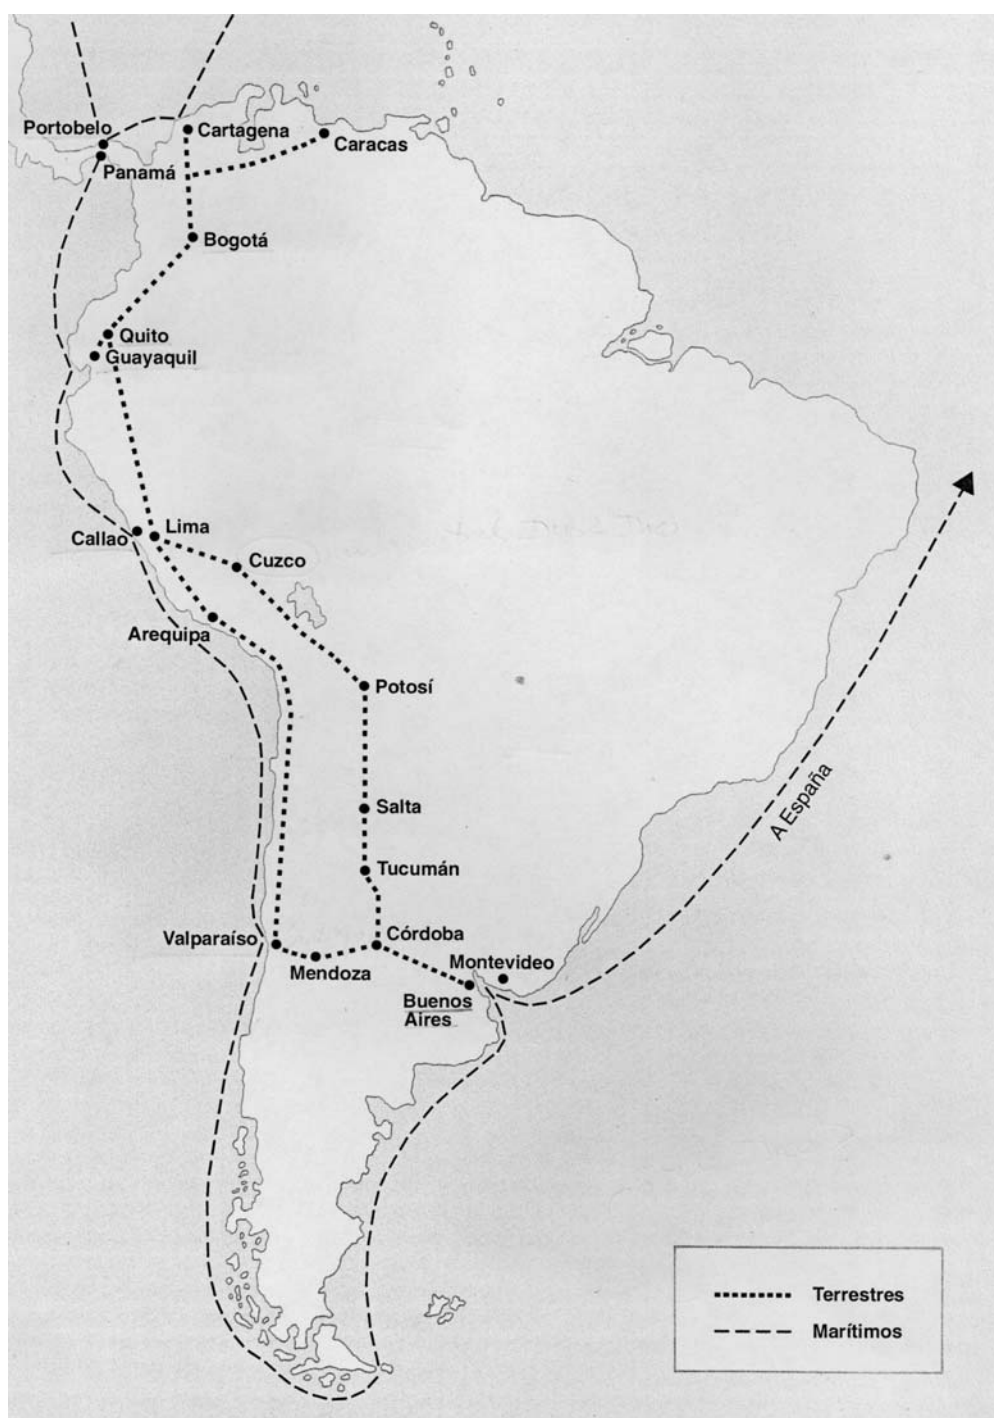 Portobelo
Cartagena
Caracas
Panamá
Bogotá
Quito
Guayaquil
Lima
Callao
Cuzco
Arequipa
Potosí
Salta
A España
Tucumán
Valparaíso
Córdoba
Montevideo
Mendoza
Buenos
Aires
Terrestres
Marítimos